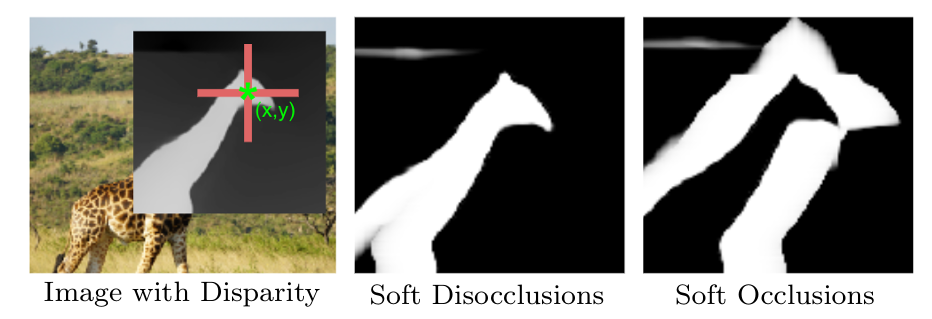 (x,y)
Image with Disparity
Soft Disocclusions
Soft Occlusions